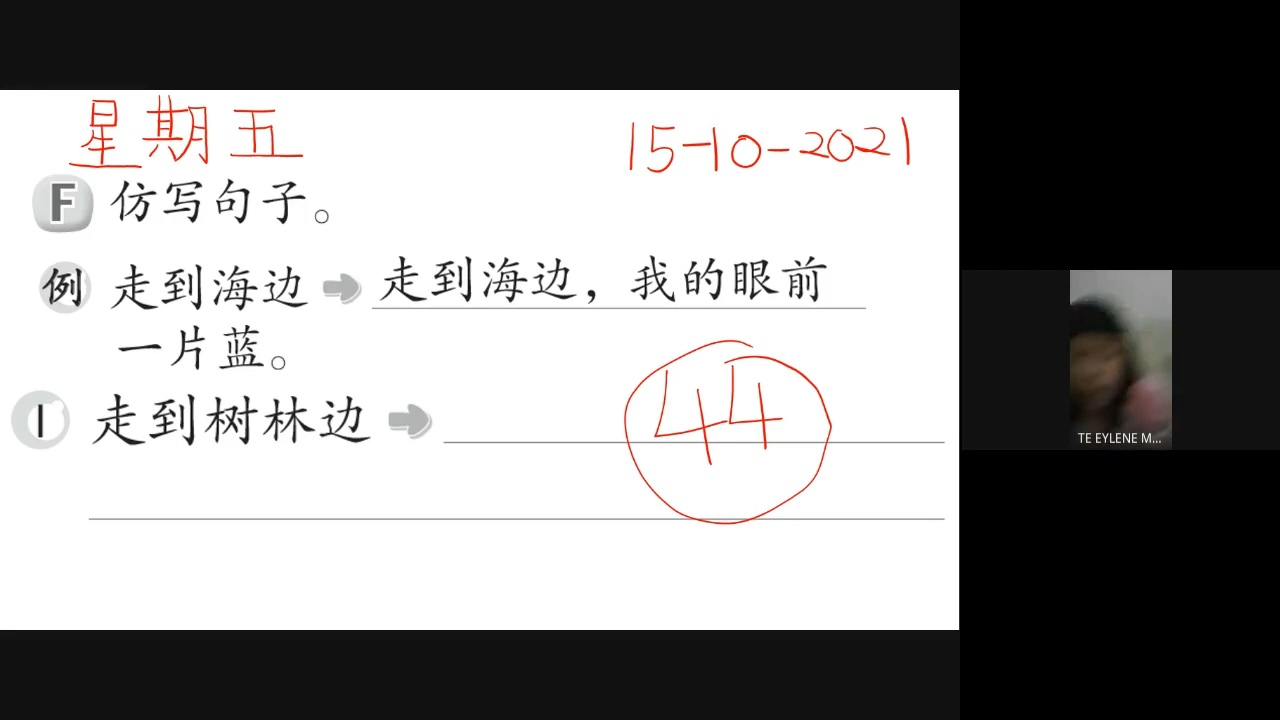 星期五
15-10-2021
F 仿写句子。
例 走到海边 ➡ 走到海边，我的眼前
一片蓝。
1 走到树林边 ➡
44
TE EYLENE M...